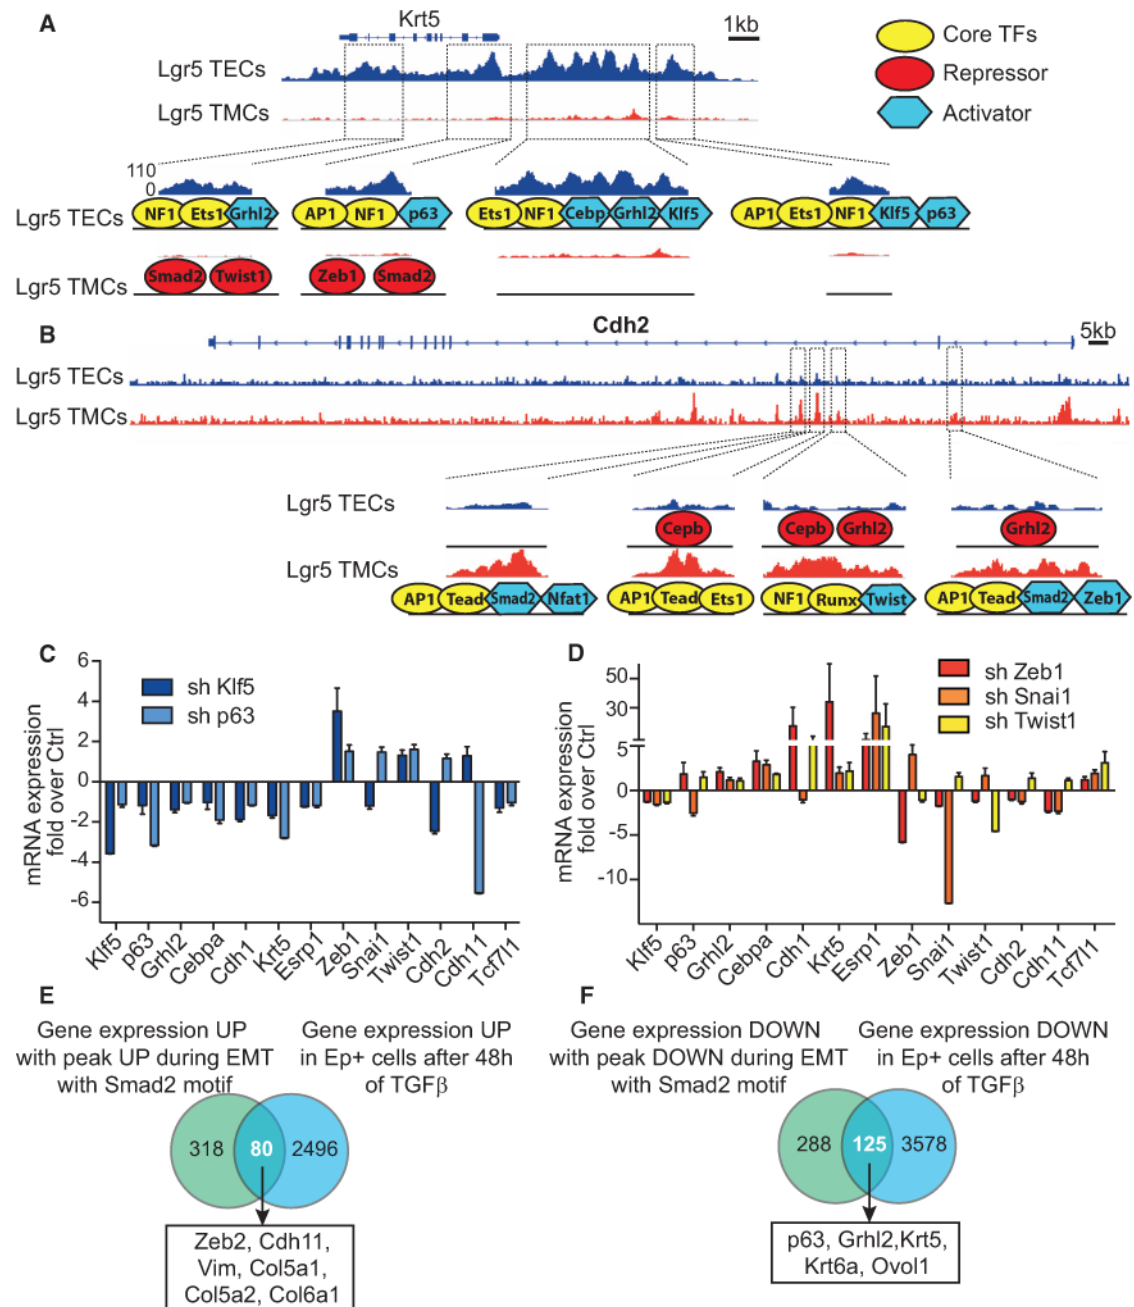 A
Krt5
1kb
Core TFs
Repressor
Activator
Lgr5 TECs
Lgr5 TMCs
110
0
Lgr5 TECs
NF1 Ets1 Grhl2
AP1 NF1 p63
Ets1 NF1 Cebp Grhl2 Klf5
AP1 Ets1 NF1 Klf5 p63
Lgr5 TMCs
Smad2 Twist1
Zeb1 Smad2
B
Cdh2
5kb
Lgr5 TECs
Lgr5 TMCs
Lgr5 TECs
Cepb
Cepb Grhl2
Grhl2
Lgr5 TMCs
AP1 Tead Smad2 Nfat1
AP1 Tead Ets1
NF1 Runx Twist
AP1 Tead Smad2 Zeb1
C
mRNA expression
fold over Ctrl
6
4
2
0
-2
-4
-6
sh Klf5
sh p63
Klf5 p63 Grhl2 Cebpa Cdh1 Krt5 Esrp1 Zeb1 Snai1 Twist1 Cdh2 Cdh11 Tcf7l1
D
mRNA expression
fold over Ctrl
50
30
5
0
-5
-10
sh Zeb1
sh Snai1
sh Twist1
Klf5 p63 Grhl2 Cebpa Cdh1 Krt5 Esrp1 Zeb1 Snai1 Twist1 Cdh2 Cdh11 Tcf7l1
E
Gene expression UP
with peak UP during EMT
with Smad2 motif
Gene expression UP
in Ep+ cells after 48h
of TGFβ
318 80 2496
Zeb2, Cdh11,
Vim, Col5a1,
Col5a2, Col6a1
F
Gene expression DOWN
with peak DOWN during EMT
with Smad2 motif
Gene expression DOWN
in Ep+ cells after 48h
of TGFβ
288 125 3578
p63, Grhl2,Krt5,
Krt6a, Ovol1